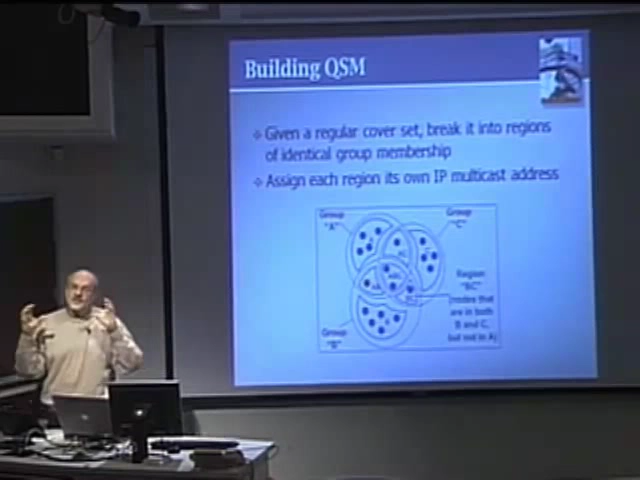 Building QSM
Given a regular cover set, break it into regions
of identical group membership
Assign each region its own IP multicast address
Group
"A"
Group
"C"
Region
"BC"
(nodes that
are in both
B and C,
but not in A)
Group
"B"